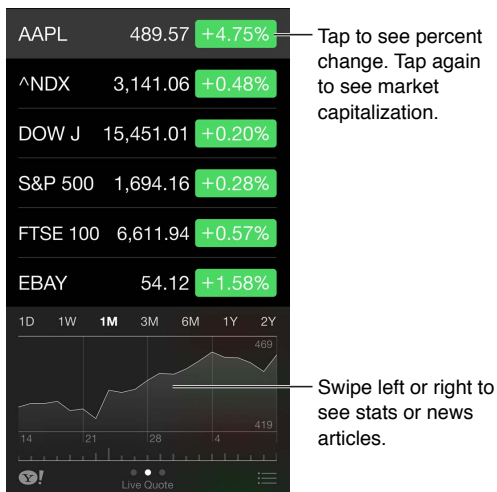 AAPL 489.57 +4.75%
Tap to see percent
change. Tap again
to see market
capitalization.
^NDX 3,141.06 +0.48%
DOW J 15,451.01 +0.20%
S&P 500 1,694.16 +0.28%
FTSE 100 6,611.94 +0.57%
EBAY 54.12 +1.58%
1D 1W 1M 3M 6M 1Y 2Y
469
Swipe left or right to
see stats or news
articles.
419
14 21 28 4
Y!
Live Quote